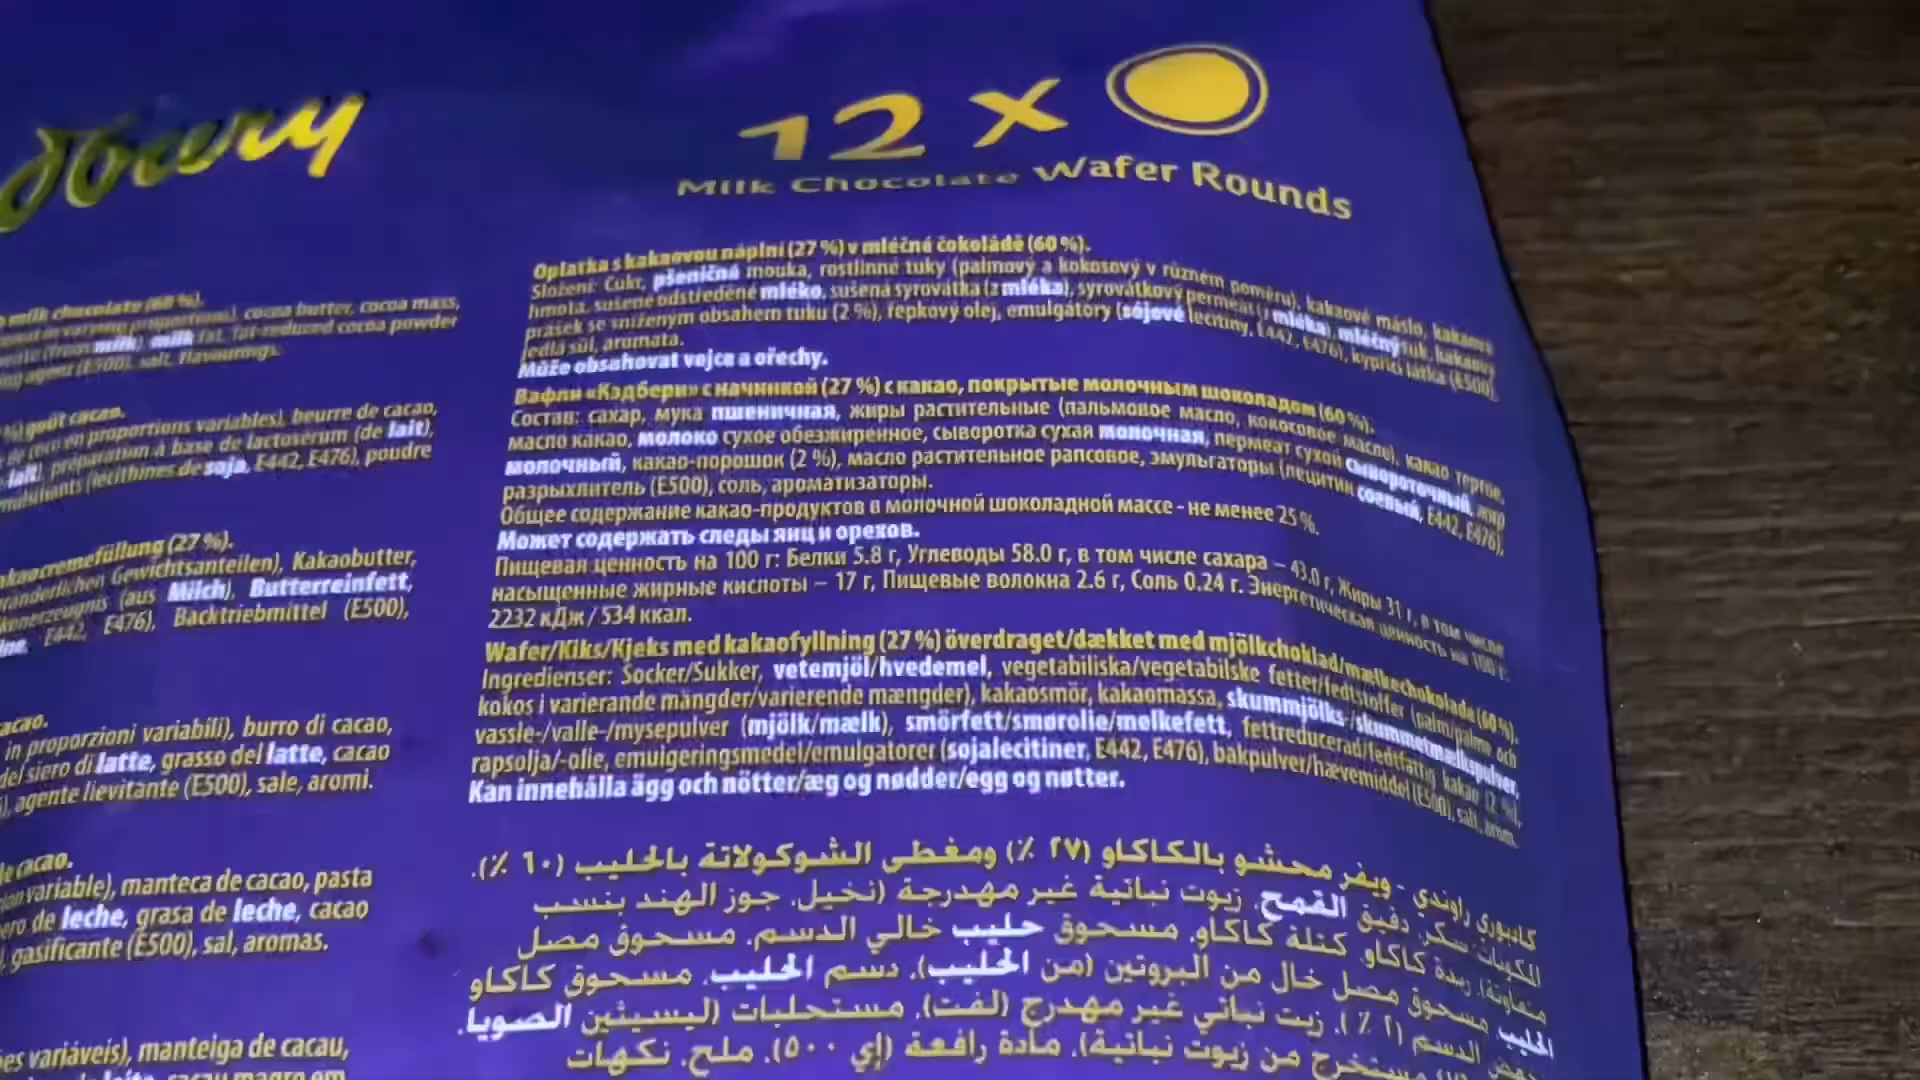 12 x
Milk Chocolate Wafer Rounds
milk chocolate (60 %).
cocoa butter, cocoa mass,
(from milk), milk fat, fat-reduced cocoa powder
agent (E500), salt, flavourings.
goût cacao.
de coco en proportions variables), beurre de cacao,
lait, préparation à base de lactosérum (de lait),
(lécithines de soja, E442, E476), poudre
(27 %).
Gewichtsanteilen), Kakaobutter,
(aus Milch), Butterreinfett,
E442, E476), Backtriebmittel (E500),
in proporzioni variabili), burro di cacao,
del siero di latte, grasso del latte, cacao
agente lievitante (E500), sale, aromi.
de cacao.
variable), manteca de cacao, pasta
de leche, grasa de leche, cacao
gasificante (E500), sal, aromas.
variáveis), manteiga de cacau,
Oplatka s kakaovou náplní (27 %) v mléčné čokoládě (60 %).
Složení: Cukr, pšeničná mouka, rostlinné tuky (palmový a kokosový v různém poměru), kakaové máslo, kakaová
hmota, sušené odstředěné mléko, sušená syrovátka (z mléka), syrovátkový permeát (z mléka), mléčný tuk, kakaový
prášek se sníženým obsahem tuku (2 %), řepkový olej, emulgátory (sójové lecitiny, E442, E476), kypřicí látka (E500),
jedlá sůl, aromata.
Může obsahovat vejce a ořechy.
Вафли «Кэдбери» с начинкой (27 %) с какао, покрытые молочным шоколадом (60 %).
Состав: сахар, мука пшеничная, жиры растительные (пальмовое масло, кокосовое масло), какао тертое,
масло какао, молоко сухое обезжиренное, сыворотка сухая молочная, пермеат сухой сывороточный, жир
молочный, какао-порошок (2 %), масло растительное рапсовое, эмульгаторы (лецитин соевый, E442, E476),
разрыхлитель (E500), соль, ароматизаторы.
Общее содержание какао-продуктов в молочной шоколадной массе - не менее 25 %.
Может содержать следы яиц и орехов.
Пищевая ценность на 100 г: Белки 5.8 г, Углеводы 58.0 г, в том числе сахара – 43.0 г, Жиры 31 г, в том числе
насыщенные жирные кислоты – 17 г, Пищевые волокна 2.6 г, Соль 0.24 г. Энергетическая ценность на 100 г:
2232 кДж / 534 ккал.
Wafer/Kiks/Kjeks med kakaofyllning (27 %) överdraget/dækket med mjölkchoklad/mælkechokolade (60 %).
Ingredienser: Socker/Sukker, vetemjöl/hvedemel, vegetabiliska/vegetabilske fetter/fedtstoffer (palm/palme och
kokos i varierande mängder/varierende mængder), kakaosmör, kakaomassa, skummjölks-/skummetmælkspulver,
vassle-/valle-/mysepulver (mjölk/mælk), smörfett/smørolie/melkefett, fettreducerad/fedtfattig kakao (2 %),
rapsolja/-olie, emulgeringsmedel/emulgatorer (sojalecitiner, E442, E476), bakpulver/hævemiddel (E500), salt, arom.
Kan innehålla ägg och nötter/æg og nødder/egg og nøtter.
كادبوري راوندي - ويفر محشو بالكاكاو (٢٧ ٪) ومغطى الشوكولاتة بالحليب (٦٠ ٪).
المكونات: سكر، دقيق القمح، زيوت نباتية غير مهدرجة (نخيل، جوز الهند بنسب
متفاوتة)، زبدة كاكاو، كتلة كاكاو، مسحوق حليب خالي الدسم، مسحوق مصل
الحليب، مسحوق مصل خال من البروتين (من الحليب)، دسم الحليب، مسحوق كاكاو
الدسم (٢ ٪)، زيت نباتي غير مهدرج (لفت)، مستحلبات (ليسيثين الصويا،
مستخرج من زيوت نباتية)، مادة رافعة (إي ٥٠٠)، ملح، نكهات